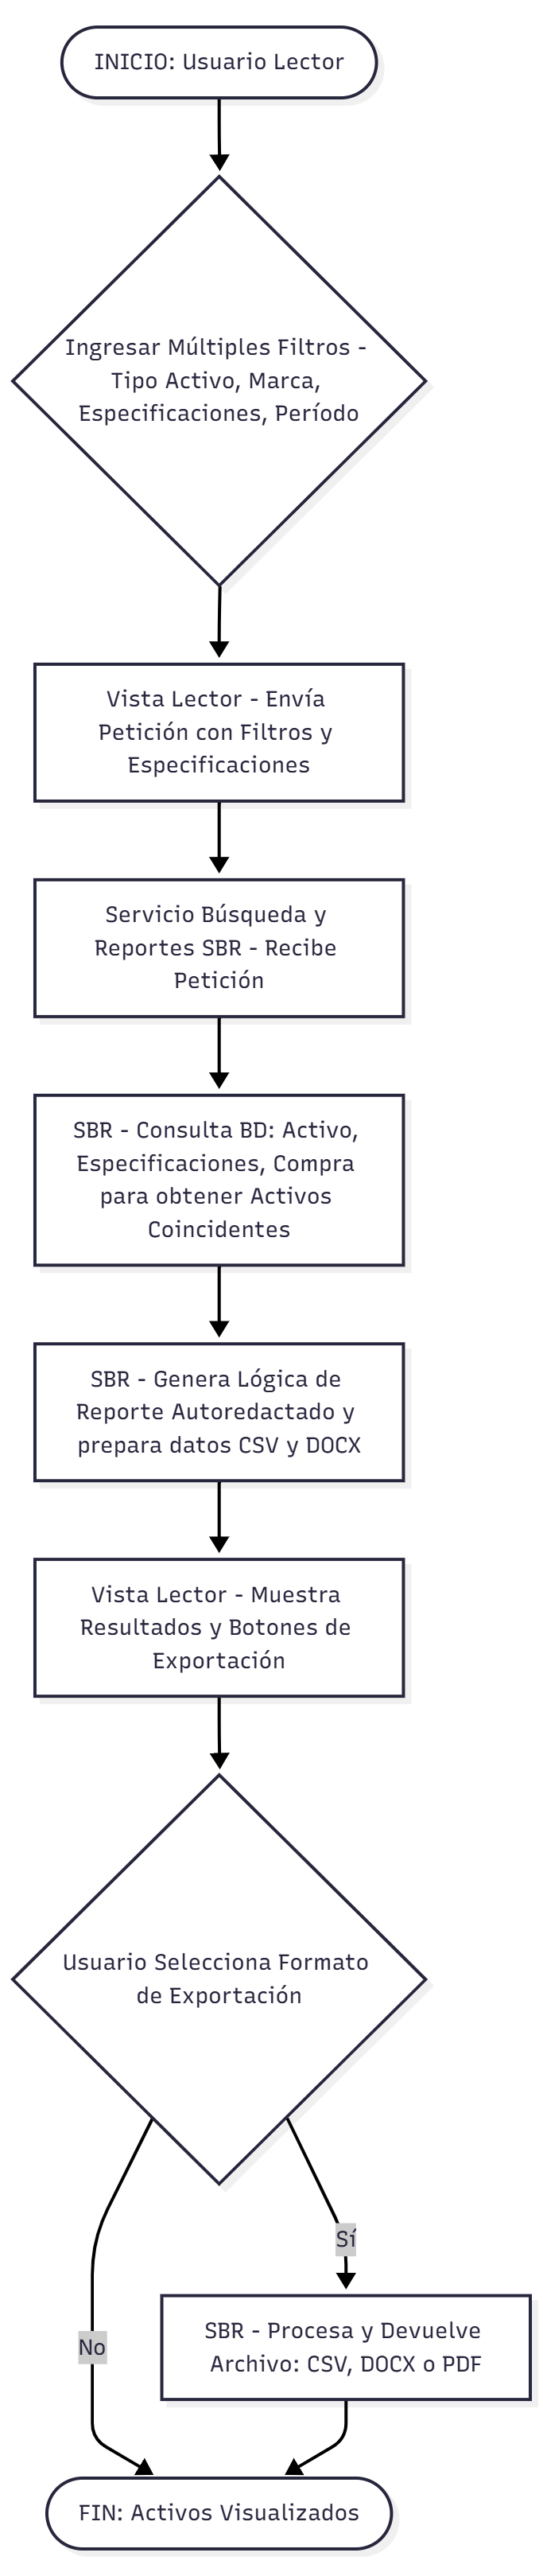 INICIO: Usuario Lector
Ingresar Múltiples Filtros -
Tipo Activo, Marca,
Especificaciones, Período
Vista Lector - Envía
Petición con Filtros y
Especificaciones
Servicio Búsqueda y
Reportes SBR - Recibe
Petición
SBR - Consulta BD: Activo,
Especificaciones, Compra
para obtener Activos
Coincidentes
SBR - Genera Lógica de
Reporte Autoredactado y
prepara datos CSV y DOCX
Vista Lector - Muestra
Resultados y Botones de
Exportación
Usuario Selecciona Formato
de Exportación
Sí
SBR - Procesa y Devuelve
Archivo: CSV, DOCX o PDF
No
FIN: Activos Visualizados